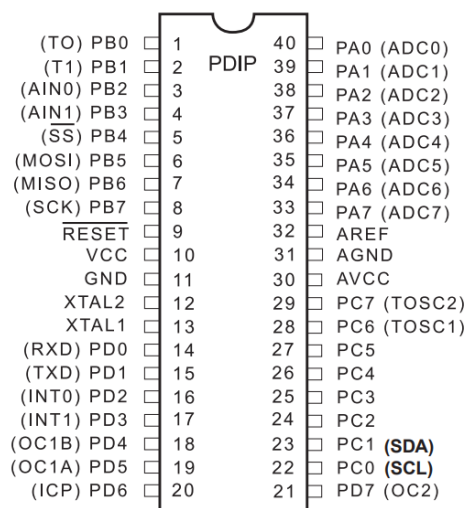 (TO) PB0 1 40 PA0 (ADC0)
(T1) PB1 2 PDIP 39 PA1 (ADC1)
(AIN0) PB2 3 38 PA2 (ADC2)
(AIN1) PB3 4 37 PA3 (ADC3)
(SS) PB4 5 36 PA4 (ADC4)
(MOSI) PB5 6 35 PA5 (ADC5)
(MISO) PB6 7 34 PA6 (ADC6)
(SCK) PB7 8 33 PA7 (ADC7)
RESET 9 32 AREF
VCC 10 31 AGND
GND 11 30 AVCC
XTAL2 12 29 PC7 (TOSC2)
XTAL1 13 28 PC6 (TOSC1)
(RXD) PD0 14 27 PC5
(TXD) PD1 15 26 PC4
(INT0) PD2 16 25 PC3
(INT1) PD3 17 24 PC2
(OC1B) PD4 18 23 PC1 (SDA)
(OC1A) PD5 19 22 PC0 (SCL)
(ICP) PD6 20 21 PD7 (OC2)